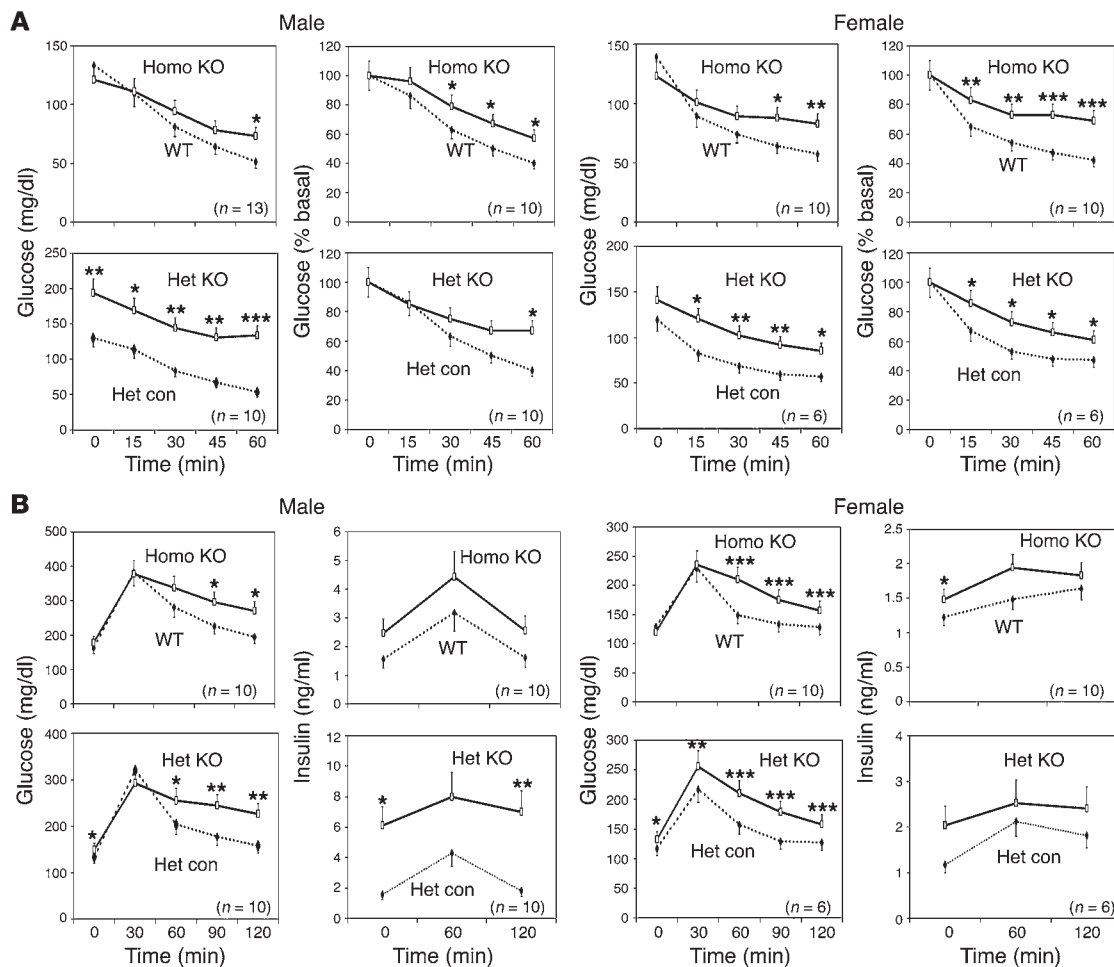 A Male Female
150
100
50
0
Glucose (mg/dl)
Homo KO
*
WT
(n = 13)
120
100
80
60
40
20
0
Glucose (% basal)
Homo KO
* * *
WT
(n = 10)
150
100
50
0
Glucose (mg/dl)
Homo KO
* **
WT
(n = 10)
120
100
80
60
40
20
0
Glucose (% basal)
Homo KO
** ** *** ***
WT
(n = 10)
250
200
150
100
50
0
Het KO
** * ** ** ***
Het con
(n = 10)
0 15 30 45 60
Time (min)
120
100
80
60
40
20
0
Het KO
*
Het con
(n = 10)
0 15 30 45 60
Time (min)
200
150
100
50
0
Het KO
* ** ** *
Het con
(n = 6)
0 15 30 45 60
Time (min)
120
100
80
60
40
20
0
Het KO
* * * *
Het con
(n = 6)
0 15 30 45 60
Time (min)
B Male Female
500
400
300
200
100
0
Glucose (mg/dl)
Homo KO
* *
WT
(n = 10)
6
5
4
3
2
1
0
Insulin (ng/ml)
Homo KO
WT
(n = 10)
300
250
200
150
100
50
0
Glucose (mg/dl)
Homo KO
*** *** ***
WT
(n = 10)
2.5
2
1.5
1
0.5
0
Insulin (ng/ml)
Homo KO
*
WT
(n = 10)
400
300
200
100
0
Het KO
* * ** **
Het con
(n = 10)
0 30 60 90 120
Time (min)
12
10
8
6
4
2
0
Het KO
* **
Het con
(n = 10)
0 60 120
Time (min)
300
250
200
150
100
50
0
Het KO
* ** *** *** ***
Het con
(n = 6)
0 30 60 90 120
Time (min)
4
3
2
1
0
Het KO
Het con
(n = 6)
0 60 120
Time (min)